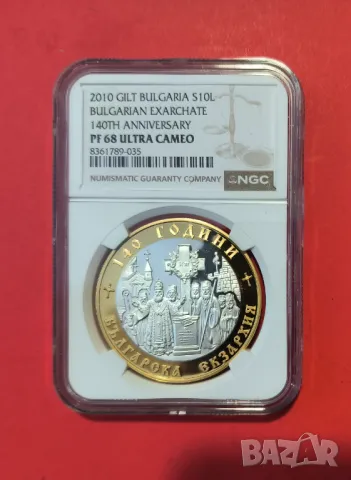 2010 GILT BULGARIA S10L
BULGARIAN EXARCHATE
140TH ANNIVERSARY
PF 68 ULTRA CAMEO
8361789-035
NUMISMATIC GUARANTY COMPANY
NGC
140 ГОДИНИ
БЪЛГАРСКА ЕКЗАРХИЯ
BAZAR